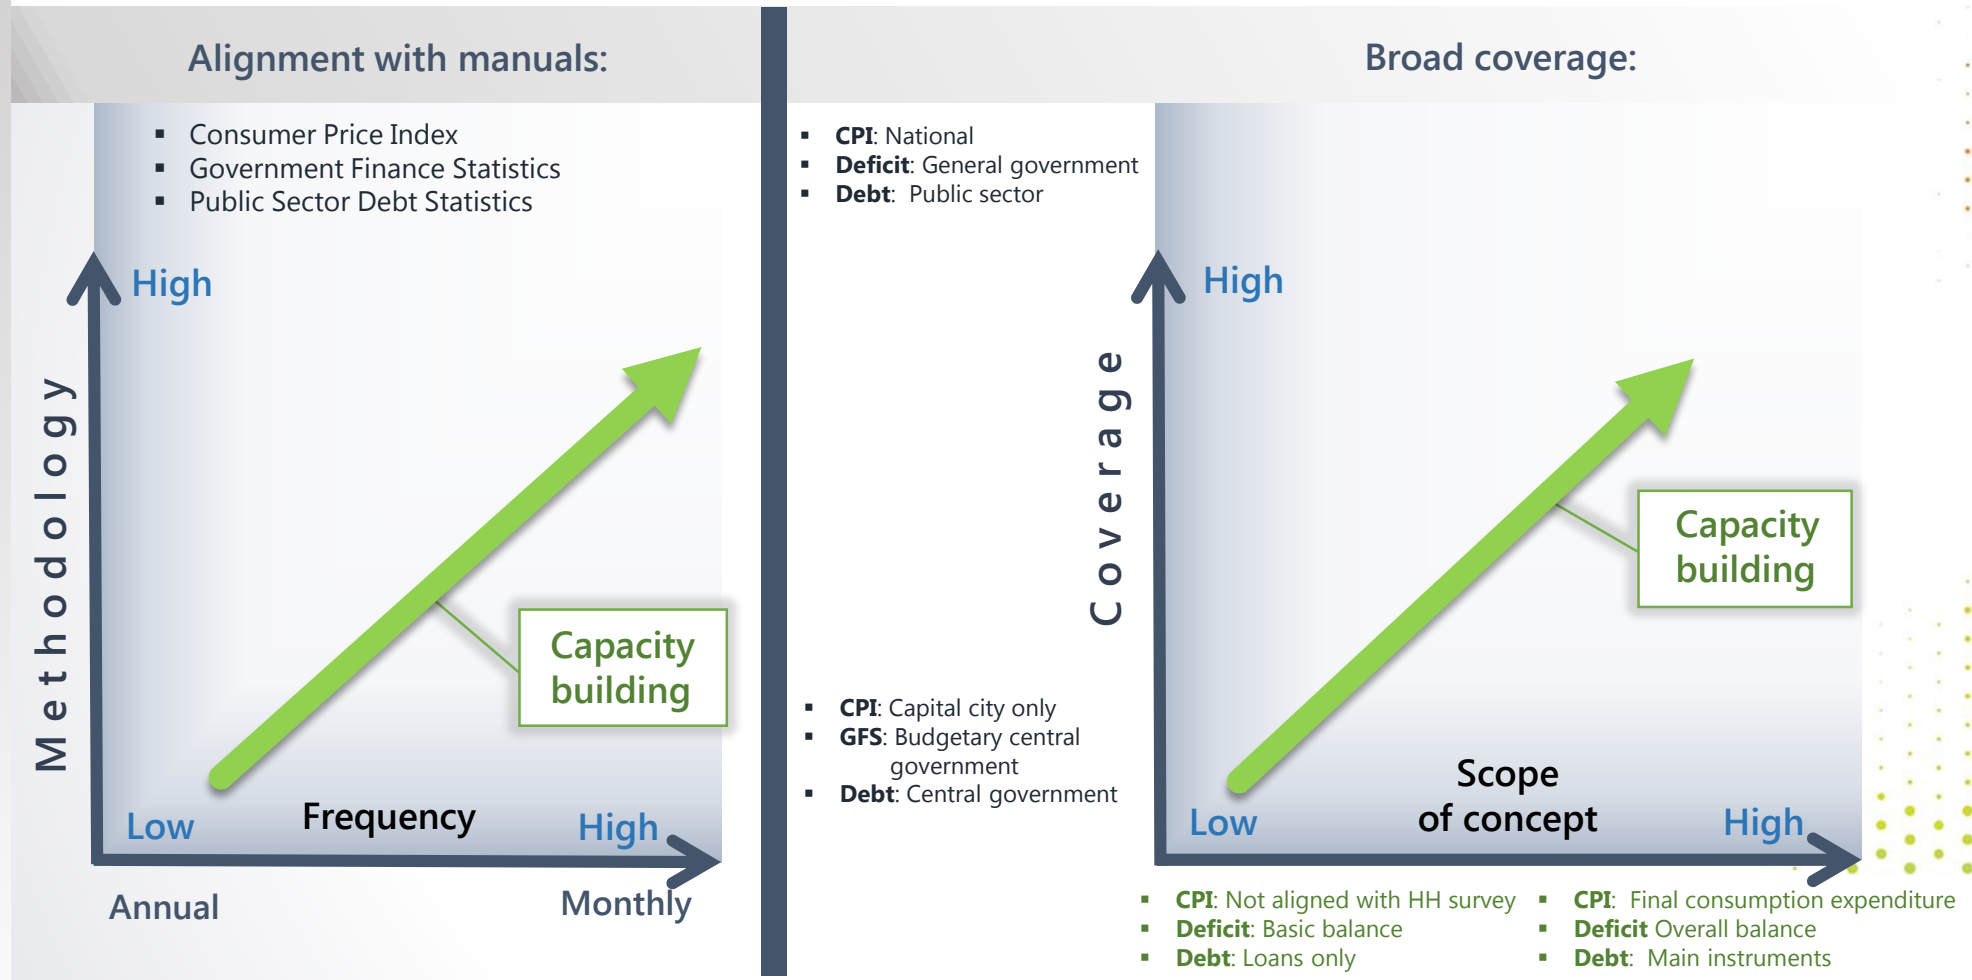 Alignment with manuals:
▪ Consumer Price Index
▪ Government Finance Statistics
▪ Public Sector Debt Statistics
High
Methodology
Capacity
building
Low
Frequency
High
Annual
Monthly
Broad coverage:
▪ CPI: National
▪ Deficit: General government
▪ Debt: Public sector
High
Coverage
Capacity
building
▪ CPI: Capital city only
▪ GFS: Budgetary central
government
▪ Debt: Central government
Low
Scope
of concept
High
▪ CPI: Not aligned with HH survey
▪ Deficit: Basic balance
▪ Debt: Loans only
▪ CPI: Final consumption expenditure
▪ Deficit Overall balance
▪ Debt: Main instruments